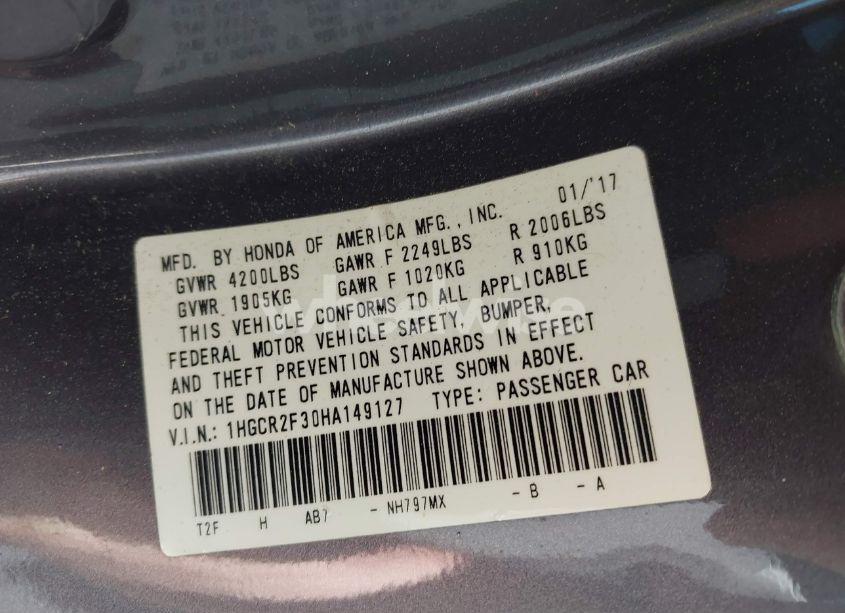 MFD. BY HONDA OF AMERICA MFG., INC. 01/'17
GVWR 4200LBS GAWR F 2249LBS R 2006LBS
GVWR 1905KG GAWR F 1020KG R 910KG
THIS VEHICLE CONFORMS TO ALL APPLICABLE
FEDERAL MOTOR VEHICLE SAFETY, BUMPER,
AND THEFT PREVENTION STANDARDS IN EFFECT
ON THE DATE OF MANUFACTURE SHOWN ABOVE.
V.I.N.: 1HGCR2F30HA149127 TYPE: PASSENGER CAR
T2F H AB7 - NH797MX - B - A